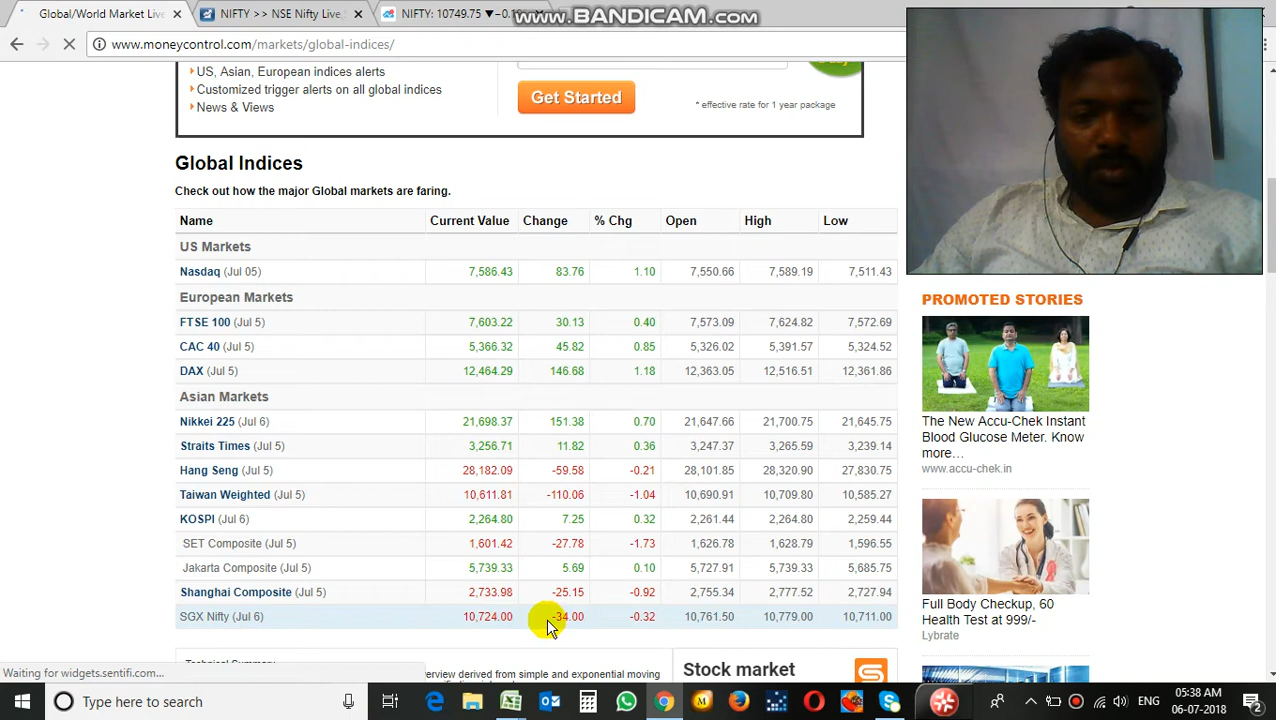 Global/World Market Live
NIFTY >> NSE Nifty Live,
NIFTY: 10749.75 ▼-0.
www.BANDICAM.com
www.moneycontrol.com/markets/global-indices/
US, Asian, European indices alerts
Customized trigger alerts on all global indices
News & Views
Get Started
* effective rate for 1 year package
Global Indices
Check out how the major Global markets are faring.
Name Current Value Change % Chg Open High Low
US Markets
Nasdaq (Jul 05) 7,586.43 83.76 1.10 7,550.66 7,589.19 7,511.43
European Markets
FTSE 100 (Jul 5) 7,603.22 30.13 0.40 7,573.09 7,624.82 7,572.69
CAC 40 (Jul 5) 5,366.32 45.82 0.85 5,326.02 5,391.57 5,324.52
DAX (Jul 5) 12,464.29 146.68 1.18 12,363.05 12,516.51 12,361.86
Asian Markets
Nikkei 225 (Jul 6) 21,698.37 151.38 0.70 21,647.66 21,700.75 21,645.75
Straits Times (Jul 5) 3,256.71 11.82 0.36 3,247.37 3,265.59 3,239.14
Hang Seng (Jul 5) 28,182.09 -59.58 -0.21 28,101.85 28,320.90 27,830.75
Taiwan Weighted (Jul 5) 10,611.81 -110.06 -1.04 10,690.91 10,709.80 10,585.27
KOSPI (Jul 6) 2,264.80 7.25 0.32 2,261.44 2,264.80 2,259.44
SET Composite (Jul 5) 1,601.42 -27.78 -1.73 1,626.78 1,628.79 1,596.55
Jakarta Composite (Jul 5) 5,739.33 5.69 0.10 5,727.91 5,739.33 5,685.75
Shanghai Composite (Jul 5) 2,733.98 -25.15 -0.92 2,755.34 2,777.52 2,727.94
SGX Nifty (Jul 6) 10,724.00 -34.00 -0.32 10,761.50 10,779.00 10,711.00
PROMOTED STORIES
The New Accu-Chek Instant
Blood Glucose Meter. Know
more…
www.accu-chek.in
Full Body Checkup, 60
Health Test at 999/-
Lybrate
Technical Summary
erview derived from simple and exponential moving
Stock market
Waiting for widgets.sentifi.com...
Type here to search
ENG
05:38 AM
06-07-2018
2